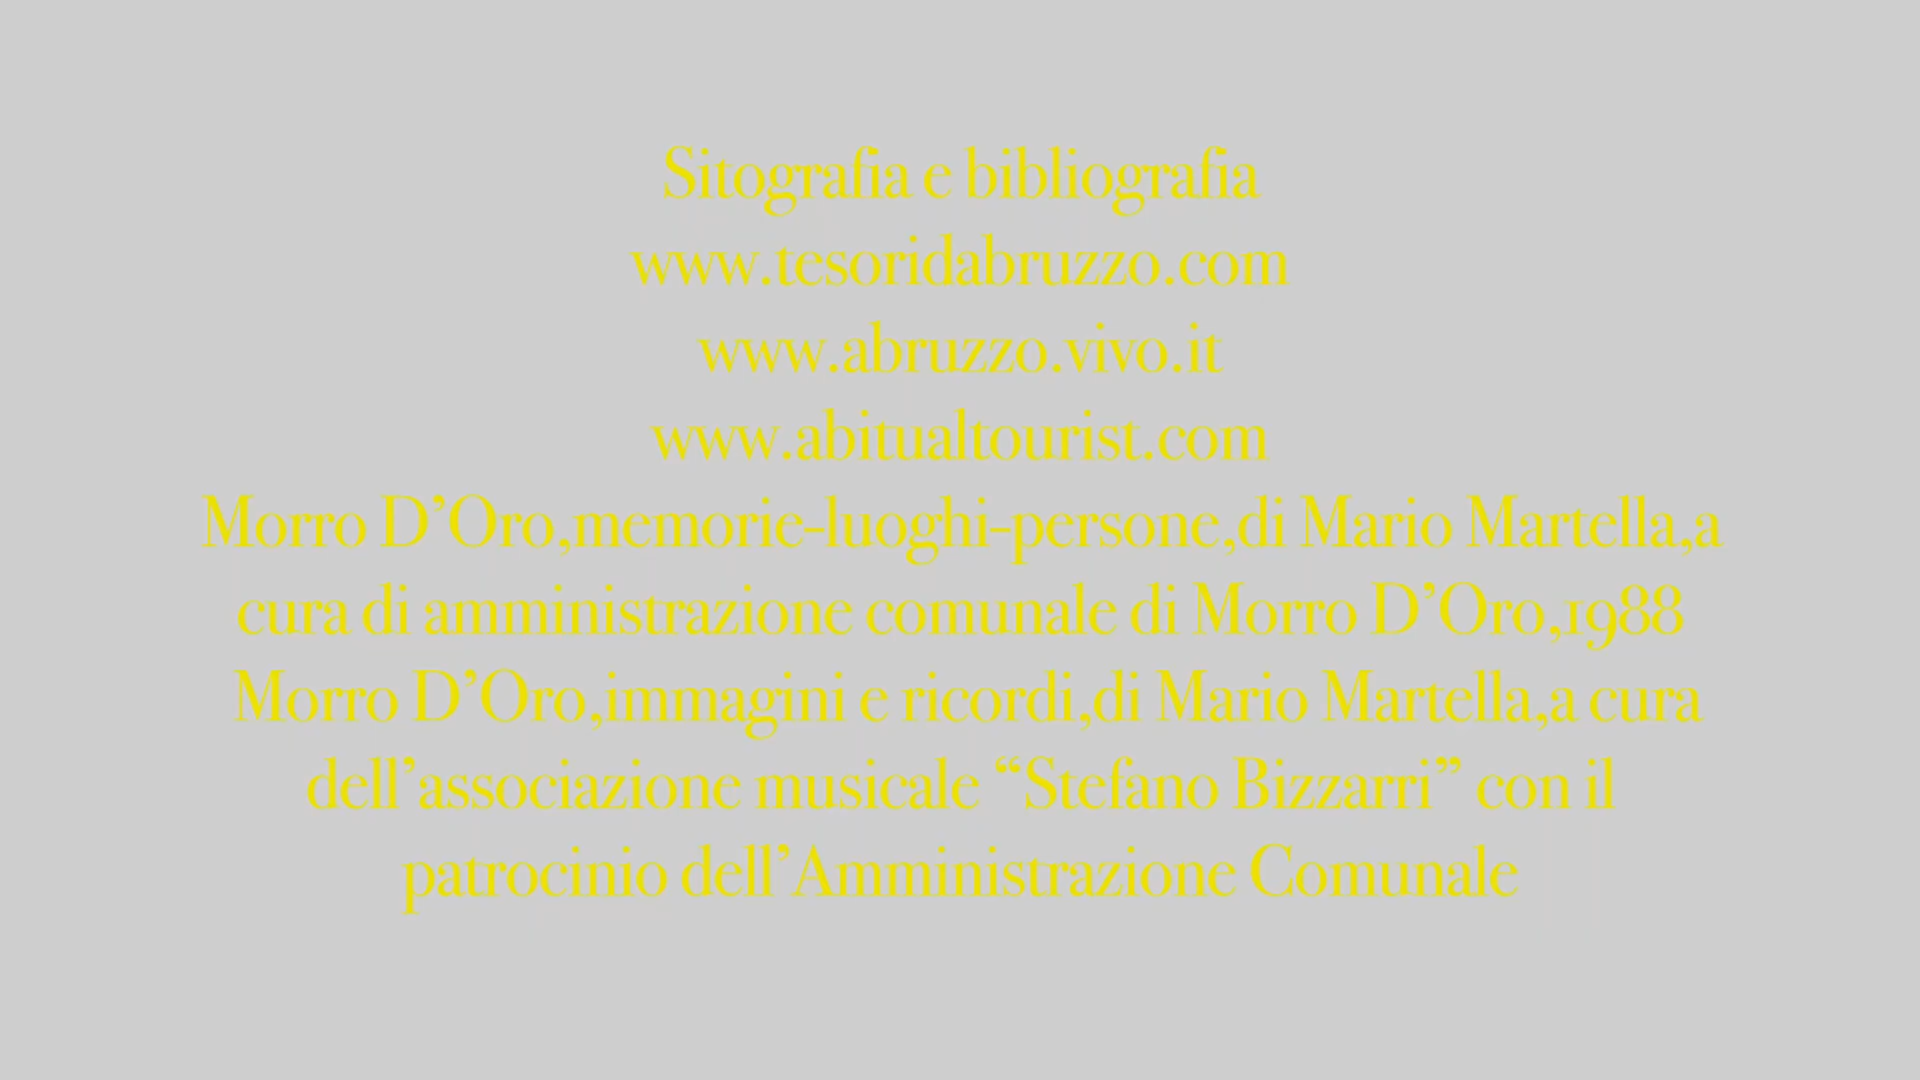 Sitografia e bibliografia
www.tesoridabruzzo.com
www.abruzzo.vivo.it
www.abitualtourist.com
Morro D’Oro,memorie-luoghi-persone,di Mario Martella,a
cura di amministrazione comunale di Morro D’Oro,1988
Morro D’Oro,immagini e ricordi,di Mario Martella,a cura
dell’associazione musicale “Stefano Bizzarri” con il
patrocinio dell’Amministrazione Comunale